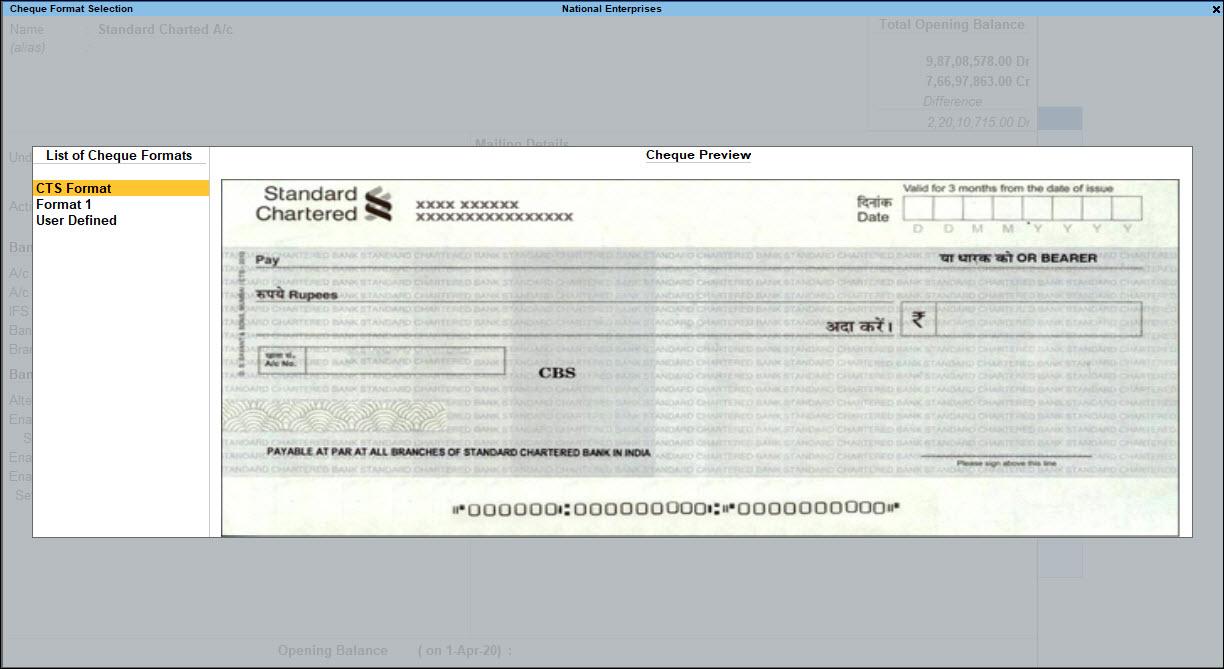 Cheque Format Selection
National Enterprises
Name : Standard Charted A/c
(alias) :
Total Opening Balance
9,87,08,578.00 Dr
7,66,97,863.00 Cr
Difference
2,20,10,715.00 Dr
Mailing Details
List of Cheque Formats
CTS Format
Format 1
User Defined
Cheque Preview
Standard
Chartered
XXXX XXXXXX
XXXXXXXXXXXXXXXX
Valid for 3 months from the date of issue
दिनांक
Date
D D M M Y Y Y Y
Pay
या धारक को OR BEARER
रुपये Rupees
अदा करें।
₹
खाता सं.
A/c No.
CBS
PAYABLE AT PAR AT ALL BRANCHES OF STANDARD CHARTERED BANK IN INDIA
Please sign above this line
⑈000000⑆000000000⑆⑈0000000000⑈
Opening Balance ( on 1-Apr-20) :